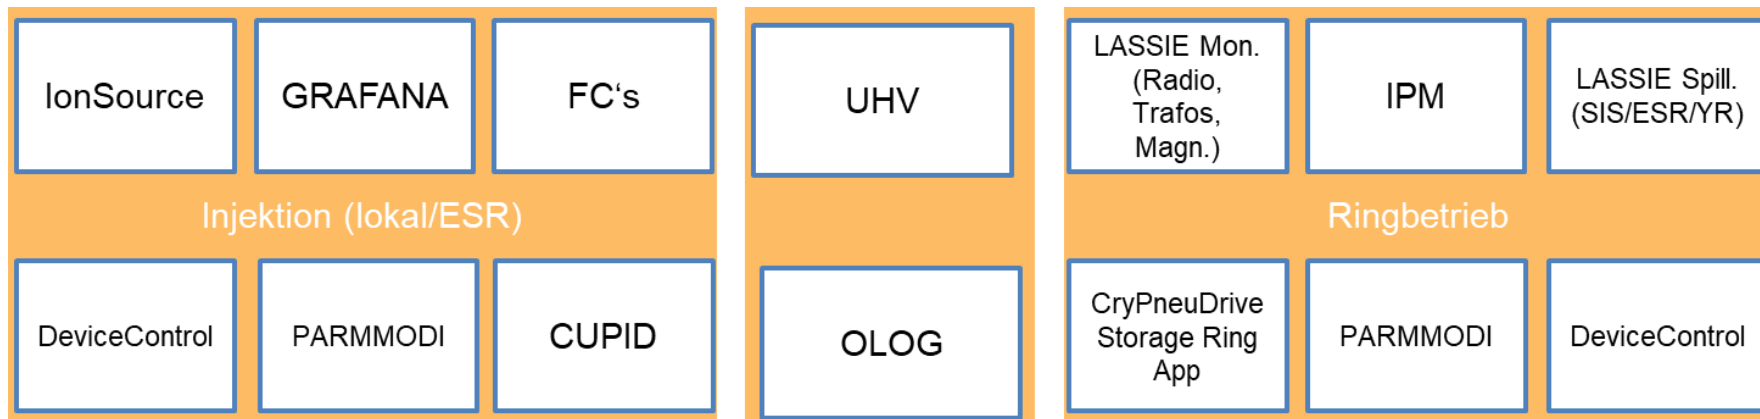 IonSource
GRAFANA
FC‘s
UHV
LASSIE Mon.
(Radio,
Trafos,
Magn.)
IPM
LASSIE Spill.
(SIS/ESR/YR)
Injektion (lokal/ESR)
Ringbetrieb
DeviceControl
PARMMODI
CUPID
OLOG
CryPneuDrive
Storage Ring
App
PARMMODI
DeviceControl